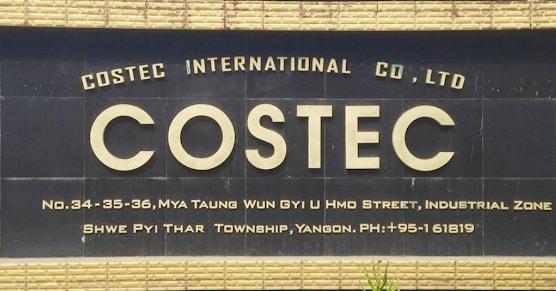 COSTEC INTERNATIONAL CO , LTD
COSTEC
No.34-35-36,MYA TAUNG WUN GYI U HMO STREET, INDUSTRIAL ZONE
SHWE PYI THAR TOWNSHIP, YANGON. PH:+95-1 61819